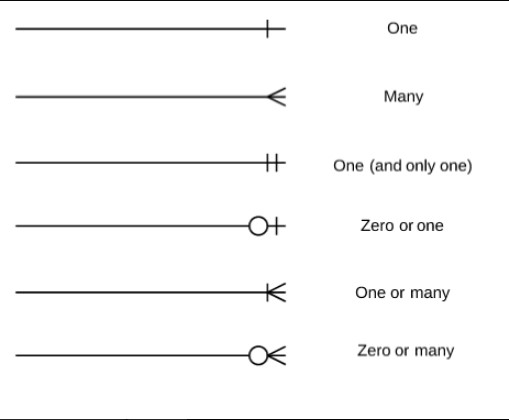 One
Many
One (and only one)
Zero or one
One or many
Zero or many